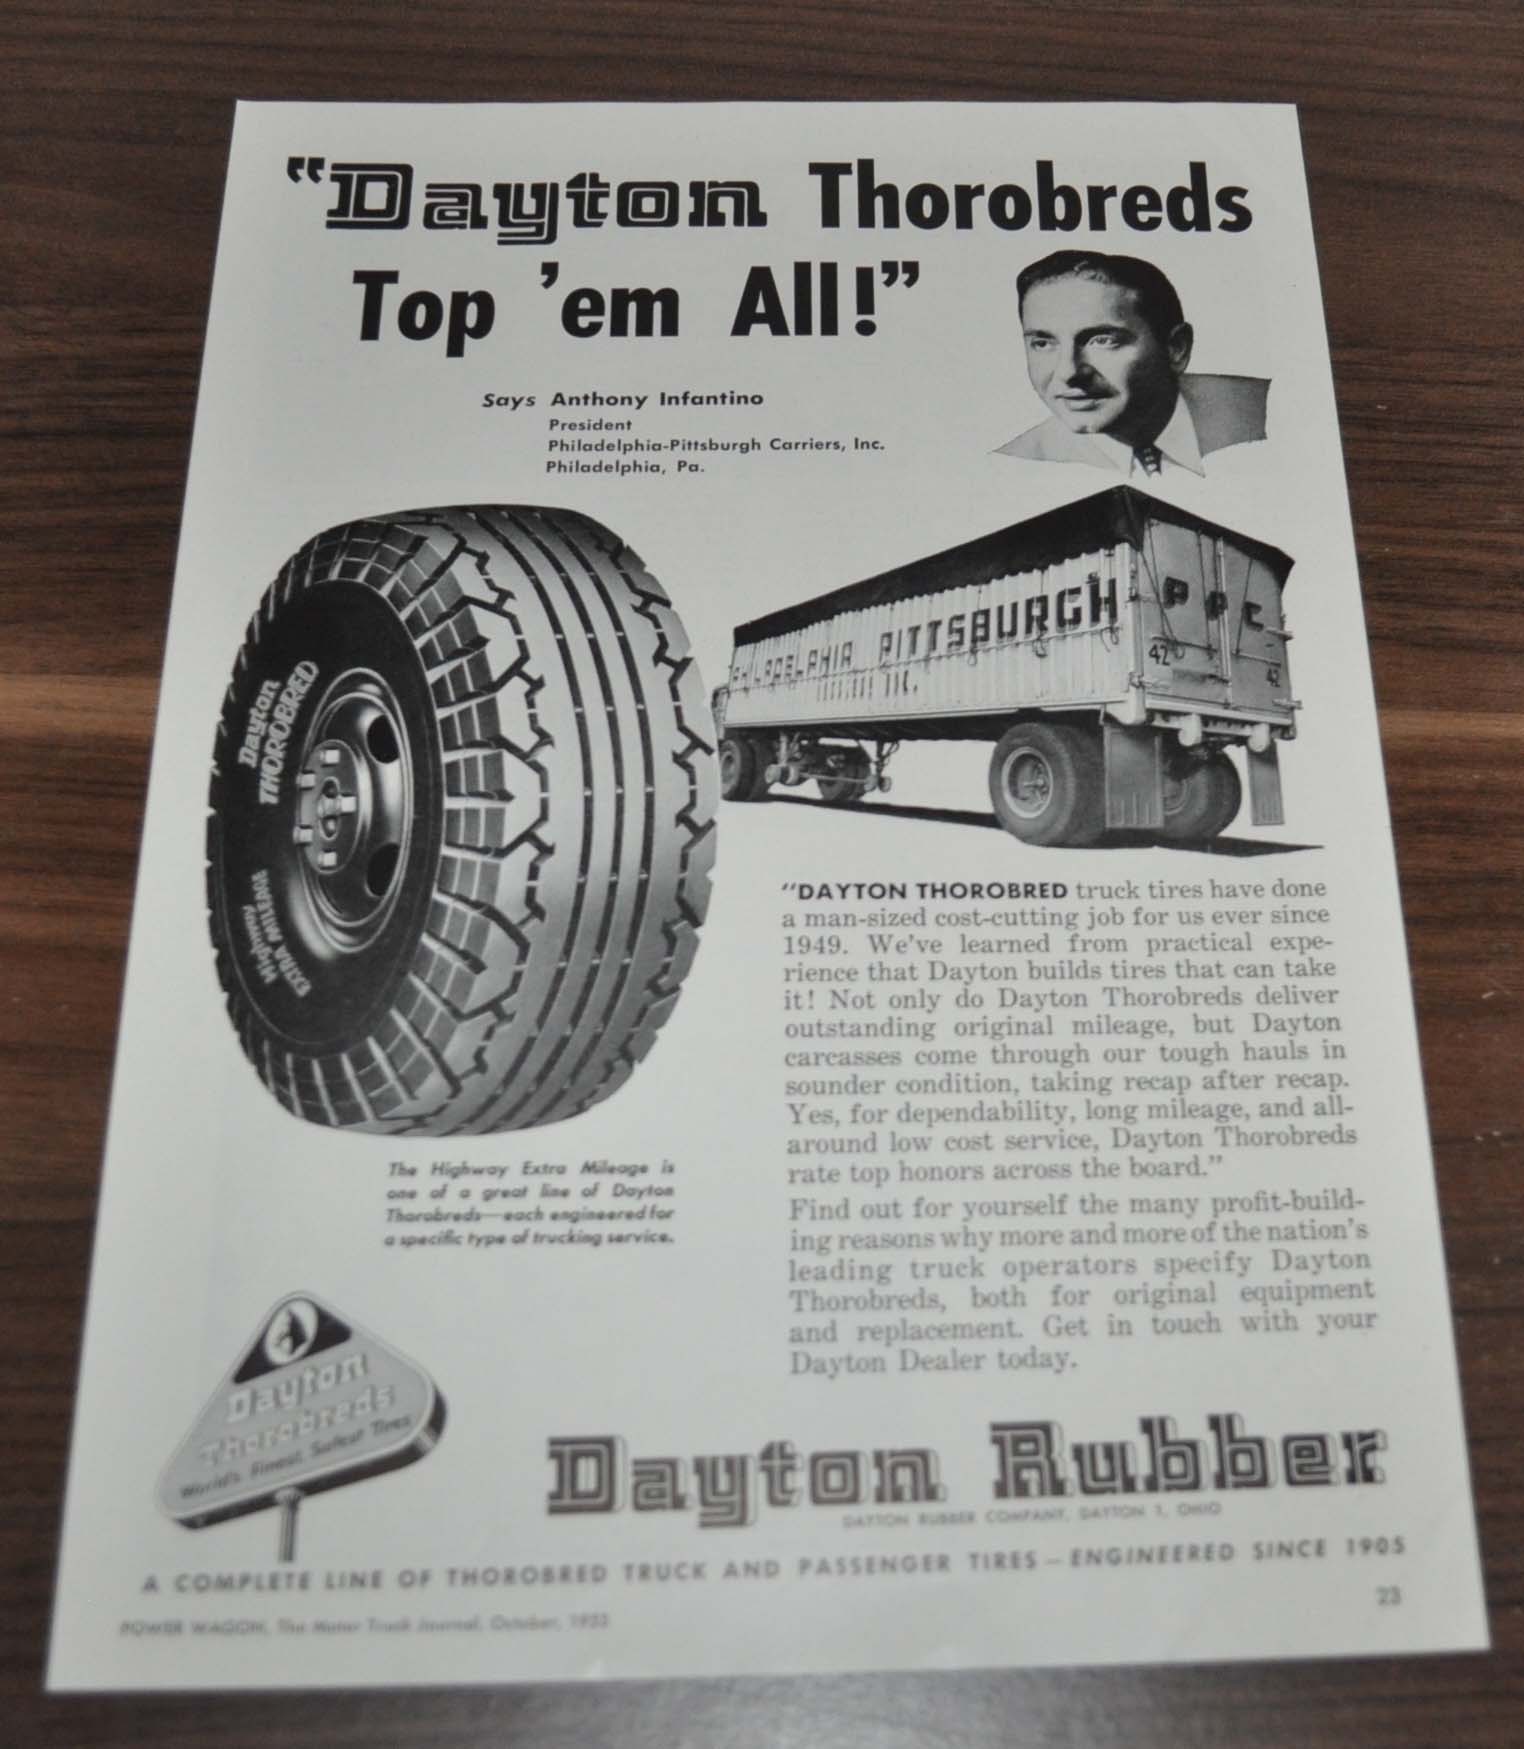 "Dayton Thorobreds
Top 'em All!"
Says Anthony Infantino
President
Philadelphia-Pittsburgh Carriers, Inc.
Philadelphia, Pa.
Dayton
THOROBRED
Highway
EXTRA MILEAGE
PHILADELPHIA PITTSBURGH
INC.
P P C
42
42
"DAYTON THOROBRED truck tires have done
a man-sized cost-cutting job for us ever since
1949. We've learned from practical expe-
rience that Dayton builds tires that can take
it! Not only do Dayton Thorobreds deliver
outstanding original mileage, but Dayton
carcasses come through our tough hauls in
sounder condition, taking recap after recap.
Yes, for dependability, long mileage, and all-
around low cost service, Dayton Thorobreds
rate top honors across the board."
The Highway Extra Mileage is
one of a great line of Dayton
Thorobreds—each engineered for
a specific type of trucking service.
Find out for yourself the many profit-build-
ing reasons why more and more of the nation's
leading truck operators specify Dayton
Thorobreds, both for original equipment
and replacement. Get in touch with your
Dayton Dealer today.
Dayton
Thorobreds
World's Finest, Safest Tires
Dayton Rubber
DAYTON RUBBER COMPANY, DAYTON 1, OHIO
A COMPLETE LINE OF THOROBRED TRUCK AND PASSENGER TIRES — ENGINEERED SINCE 1905
POWER WAGON, The Motor Truck Journal, October,
23